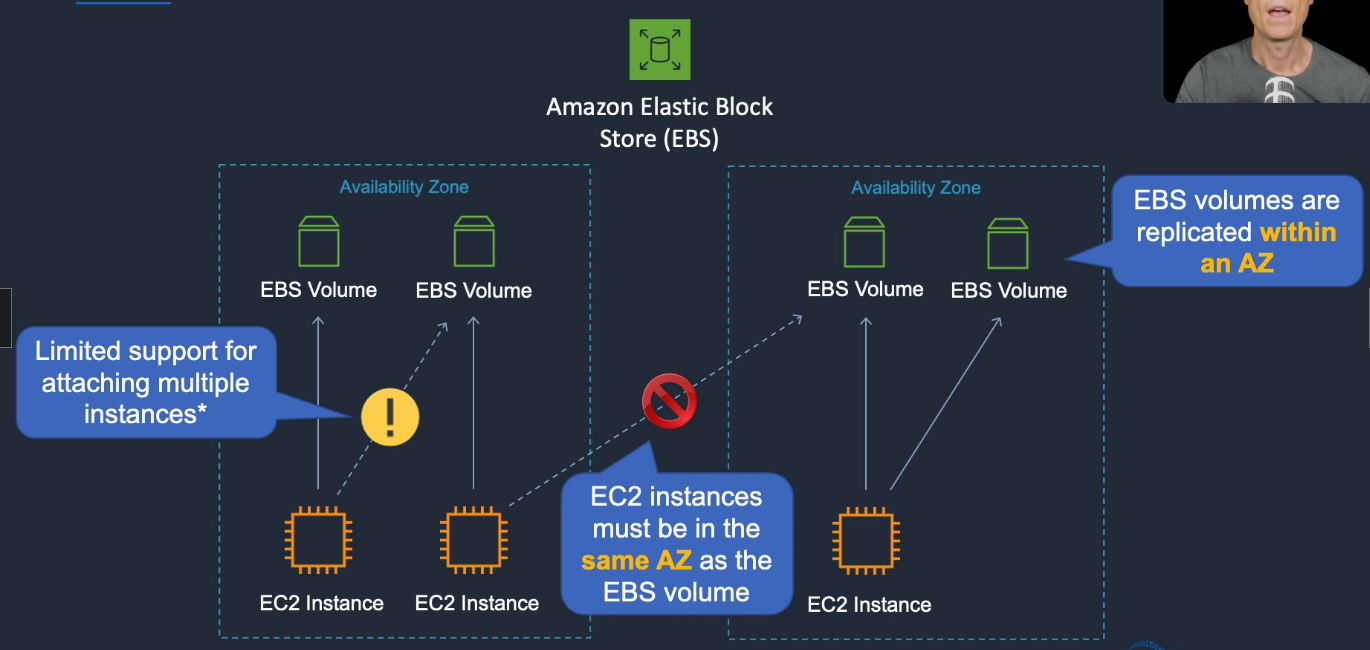 Amazon Elastic Block
Store (EBS)
Availability Zone
EBS Volume
EBS Volume
EC2 Instance
EC2 Instance
Limited support for
attaching multiple
instances*
!
EC2 instances
must be in the
same AZ as the
EBS volume
Availability Zone
EBS Volume
EBS Volume
EC2 Instance
EBS volumes are
replicated within
an AZ